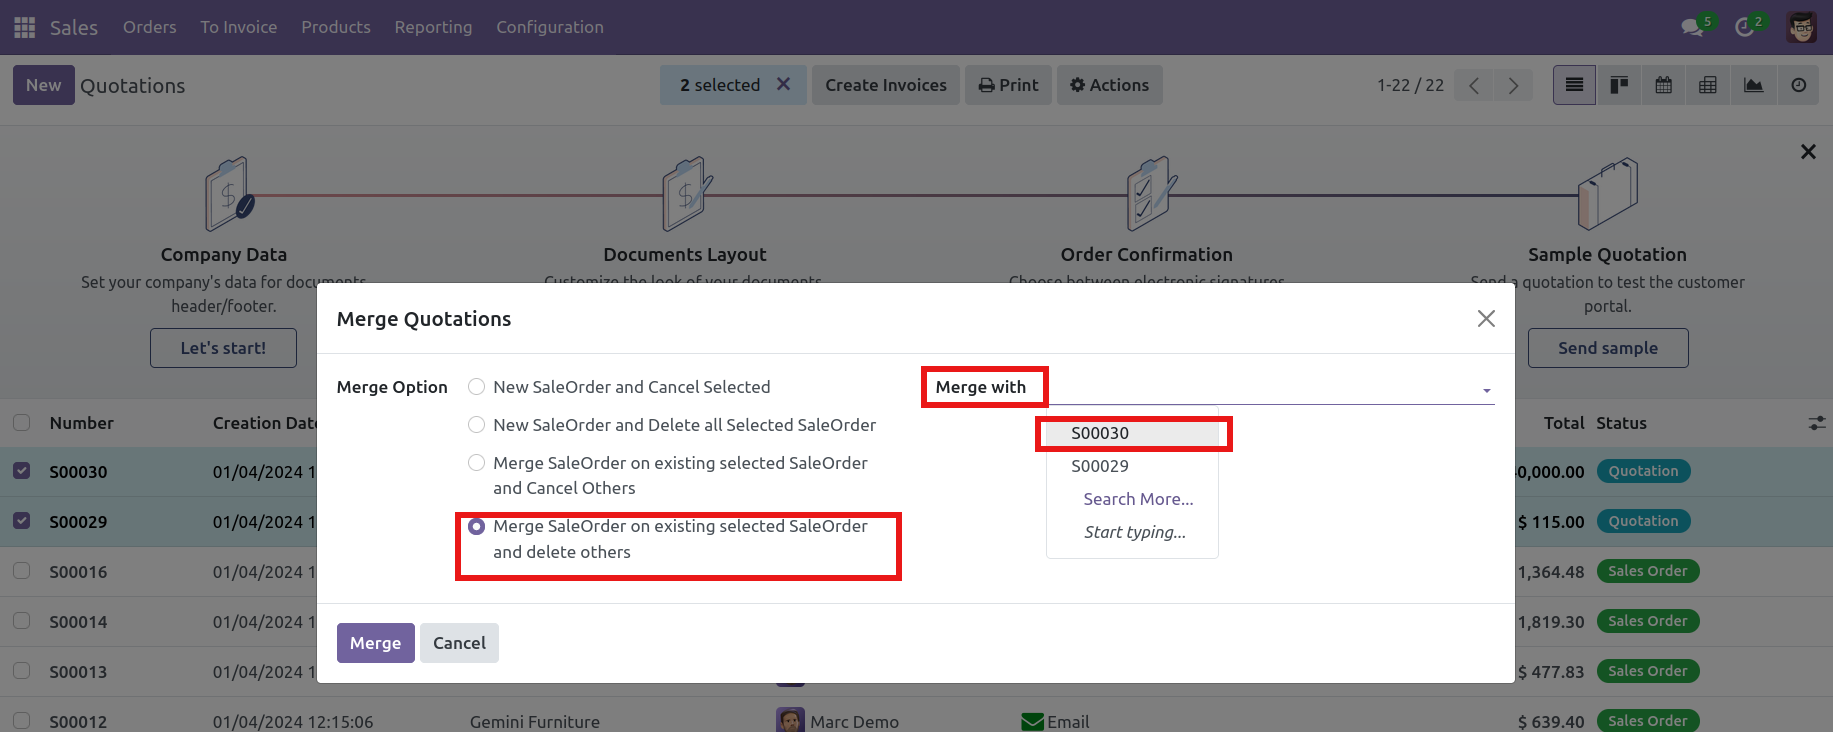 Sales Orders To Invoice Products Reporting Configuration 5 2
New Quotations 2 selected Create Invoices Print Actions 1-22 / 22
Company Data Documents Layout Order Confirmation Sample Quotation
Set your company's data for documents Customize the look of your documents. Choose between electronic signatures Send a quotation to test the customer
header/footer. portal.
Let's start! Send sample
Merge Quotations
Merge Option New SaleOrder and Cancel Selected Merge with
New SaleOrder and Delete all Selected SaleOrder
Merge SaleOrder on existing selected SaleOrder
and Cancel Others
Merge SaleOrder on existing selected SaleOrder
and delete others
S00030
S00029
Search More...
Start typing...
Merge Cancel
Number Creation Date Total Status
S00030 01/04/2024 1 0,000.00 Quotation
S00029 01/04/2024 1 $ 115.00 Quotation
S00016 01/04/2024 1 1,364.48 Sales Order
S00014 01/04/2024 1 1,819.30 Sales Order
S00013 01/04/2024 1 $ 477.83 Sales Order
S00012 01/04/2024 12:15:06 Gemini Furniture Marc Demo Email $ 639.40 Sales Order